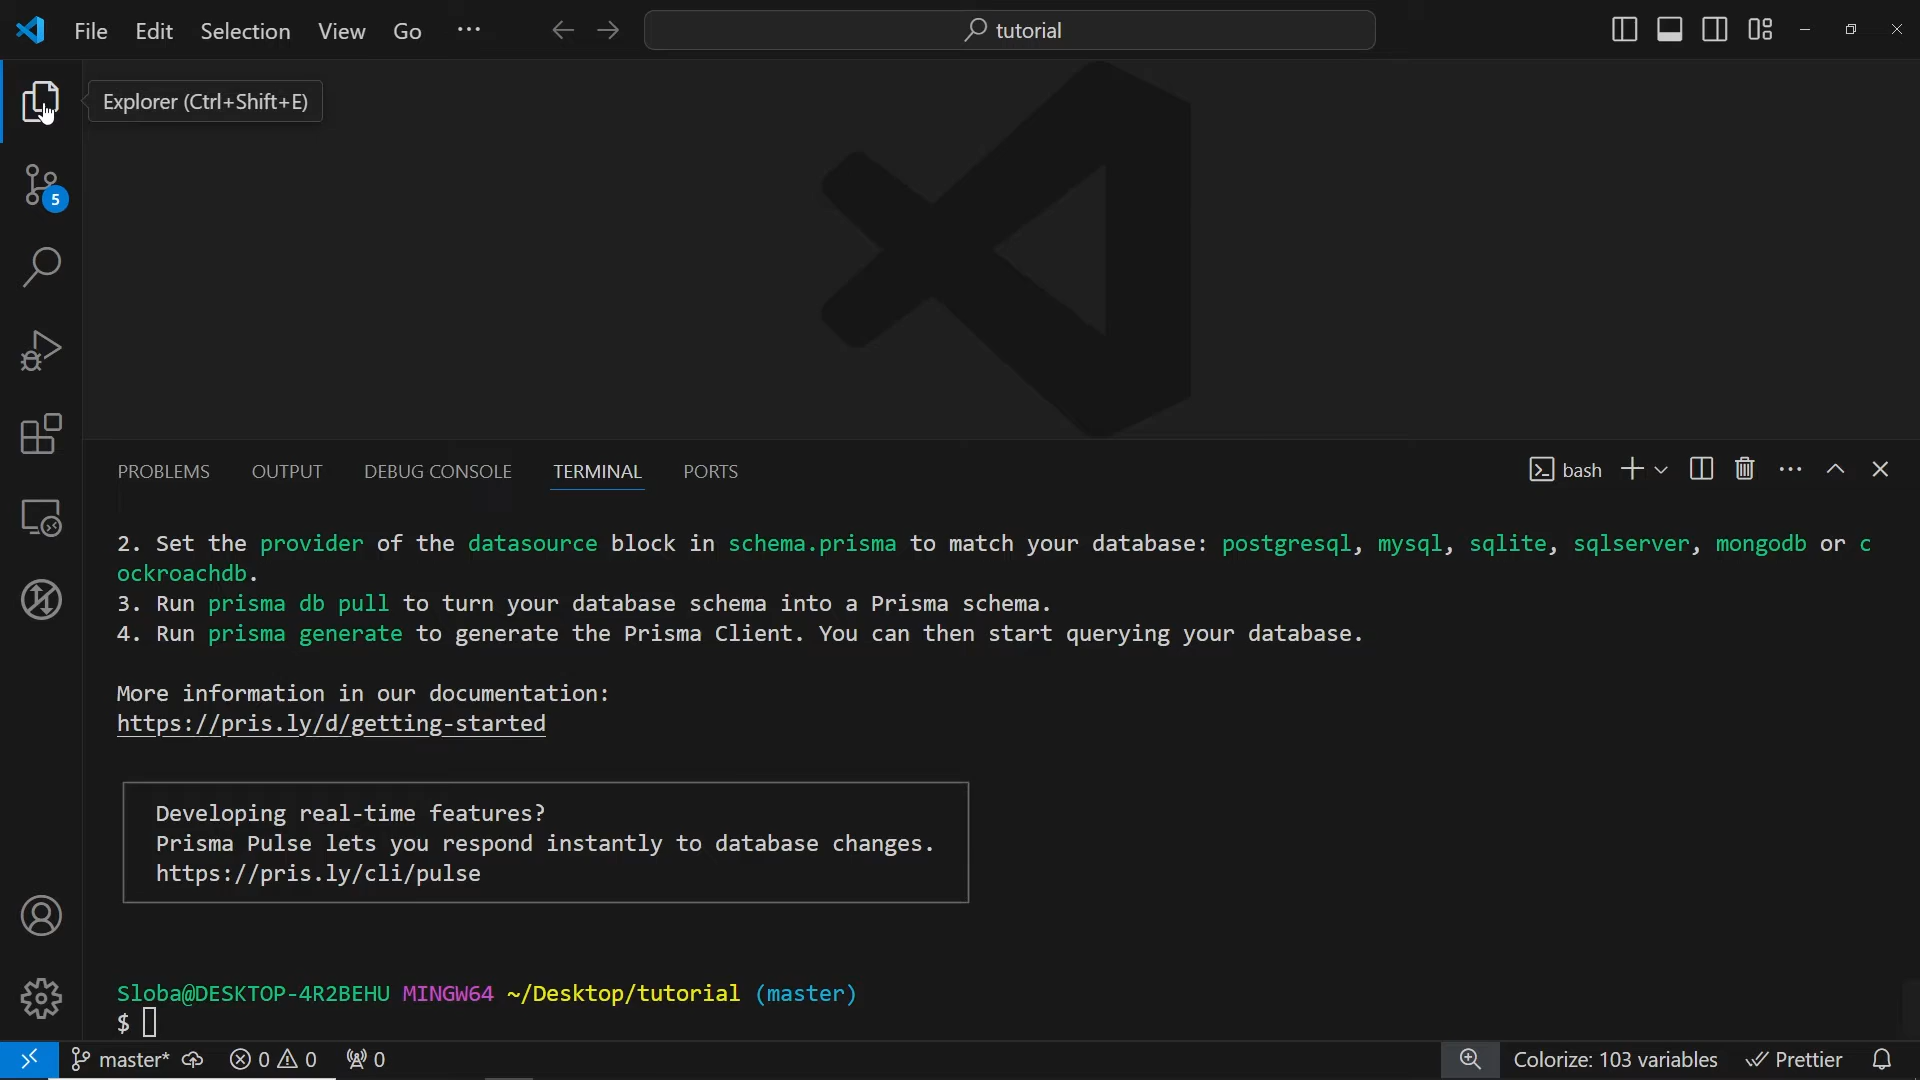 File Edit Selection View Go ··· tutorial
Explorer (Ctrl+Shift+E)
5
PROBLEMS OUTPUT DEBUG CONSOLE TERMINAL PORTS bash
2. Set the provider of the datasource block in schema.prisma to match your database: postgresql, mysql, sqlite, sqlserver, mongodb or c
ockroachdb.
3. Run prisma db pull to turn your database schema into a Prisma schema.
4. Run prisma generate to generate the Prisma Client. You can then start querying your database.
More information in our documentation:
https://pris.ly/d/getting-started
Developing real-time features?
Prisma Pulse lets you respond instantly to database changes.
https://pris.ly/cli/pulse
Sloba@DESKTOP-4R2BEHU MINGW64 ~/Desktop/tutorial (master)
$
master* 0 0 0 Colorize: 103 variables Prettier